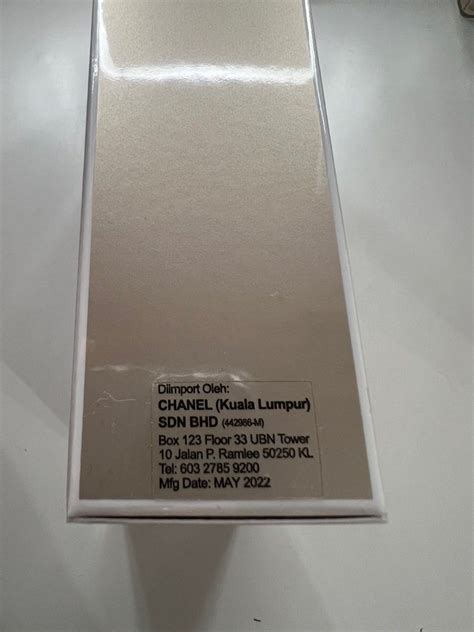 Diimport Oleh:
CHANEL (Kuala Lumpur)
SDN BHD (442986-M)
Box 123 Floor 33 UBN Tower
10 Jalan P. Ramlee 50250 KL
Tel: 603 2785 9200
Mfg Date: MAY 2022